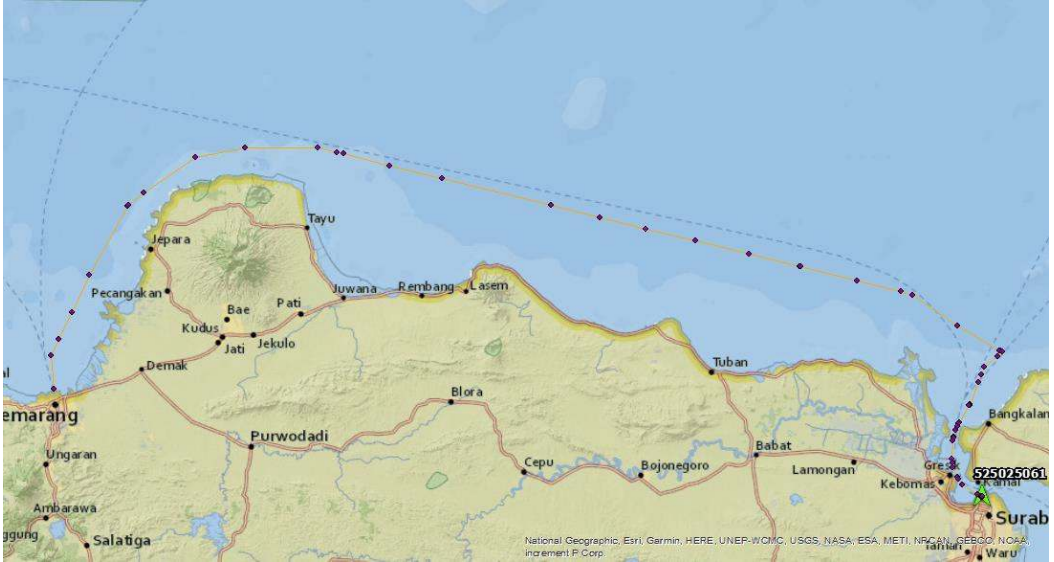 Tayu
Jepara
Pecangakan
Juwana
Rembang
Lasem
Bae
Pati
Kudus
Jati
Jekulo
Demak
Tuban
Blora
emarang
Bangkalan
Purwodadi
Babat
Ungaran
Cepu
Bojonegoro
Lamongan
Gresik
525025061
Kebomas
Kamal
Ambarawa
Surab
ggung
Salatiga
National Geographic, Esri, Garmin, HERE, UNEP-WCMC, USGS, NASA, ESA, METI, NRCAN, GEBCO, NOAA,
increment P Corp.
Taman
Waru